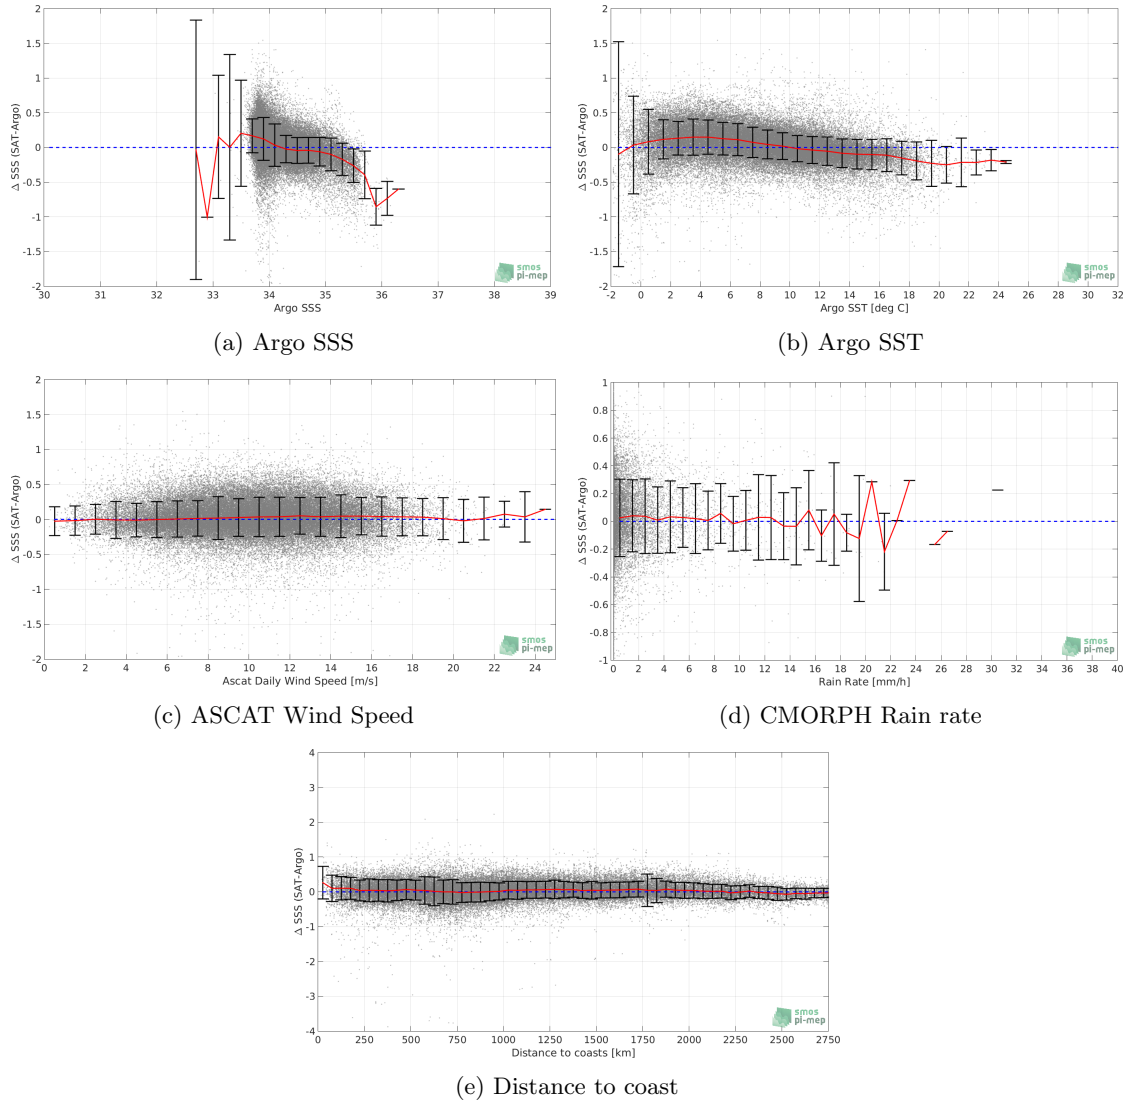 2
1.5
1
0.5
0
-0.5
-1
-1.5
-2
Δ SSS (SAT-Argo)
30 31 32 33 34 35 36 37 38 39
Argo SSS
smos
pi-mep
(a) Argo SSS
2
1.5
1
0.5
0
-0.5
-1
-1.5
-2
Δ SSS (SAT-Argo)
-2 0 2 4 6 8 10 12 14 16 18 20 22 24 26 28 30 32
Argo SST [deg C]
smos
pi-mep
(b) Argo SST
2
1.5
1
0.5
0
-0.5
-1
-1.5
-2
Δ SSS (SAT-Argo)
0 2 4 6 8 10 12 14 16 18 20 22 24
Ascat Daily Wind Speed [m/s]
smos
pi-mep
(c) ASCAT Wind Speed
1
0.8
0.6
0.4
0.2
0
-0.2
-0.4
-0.6
-0.8
-1
Δ SSS (SAT-Argo)
0 2 4 6 8 10 12 14 16 18 20 22 24 26 28 30 32 34 36 38 40
Rain Rate [mm/h]
smos
pi-mep
(d) CMORPH Rain rate
4
3
2
1
0
-1
-2
-3
-4
Δ SSS (SAT-Argo)
0 250 500 750 1000 1250 1500 1750 2000 2250 2500 2750
Distance to coasts [km]
smos
pi-mep
(e) Distance to coast